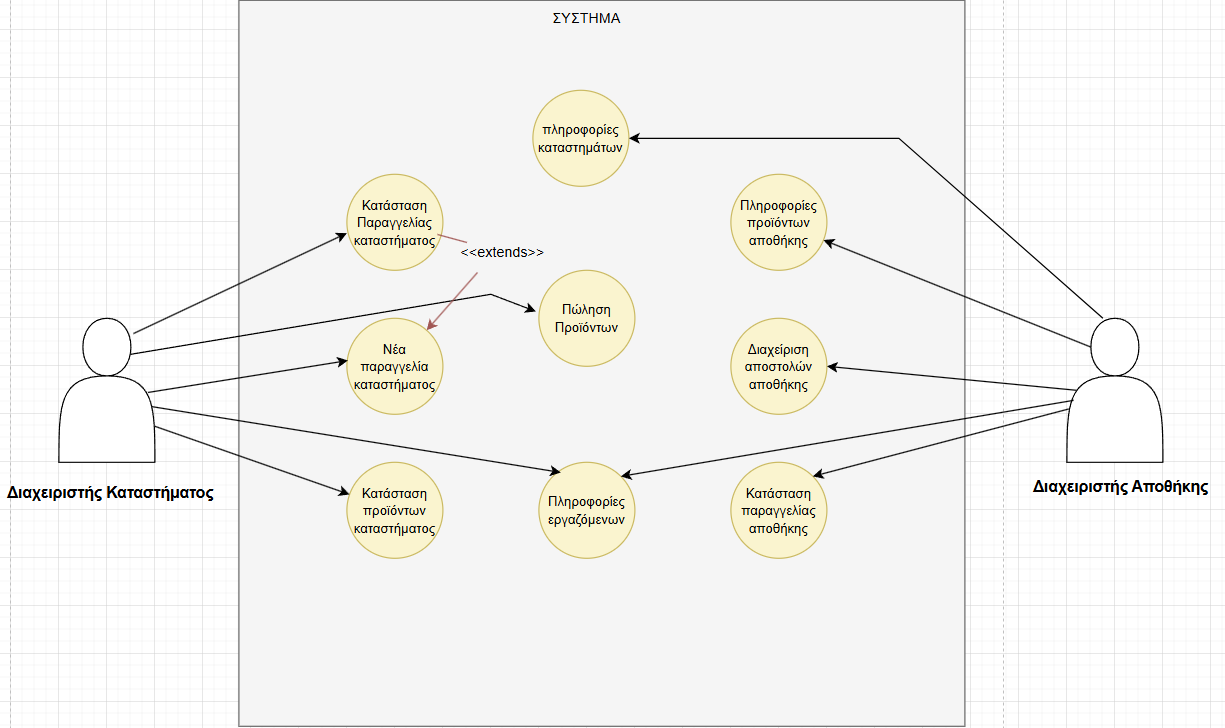 ΣΥΣΤΗΜΑ
πληροφορίες
καταστημάτων
Κατάσταση
Παραγγελίας
καταστήματος
<<extends>>
Πληροφορίες
προϊόντων
αποθήκης
Πώληση
Προϊόντων
Νέα
παραγγελία
καταστήματος
Διαχείριση
αποστολών
αποθήκης
Διαχειριστής Καταστήματος
Κατάσταση
προϊόντων
καταστήματος
Πληροφορίες
εργαζόμενων
Κατάσταση
παραγγελίας
αποθήκης
Διαχειριστής Αποθήκης